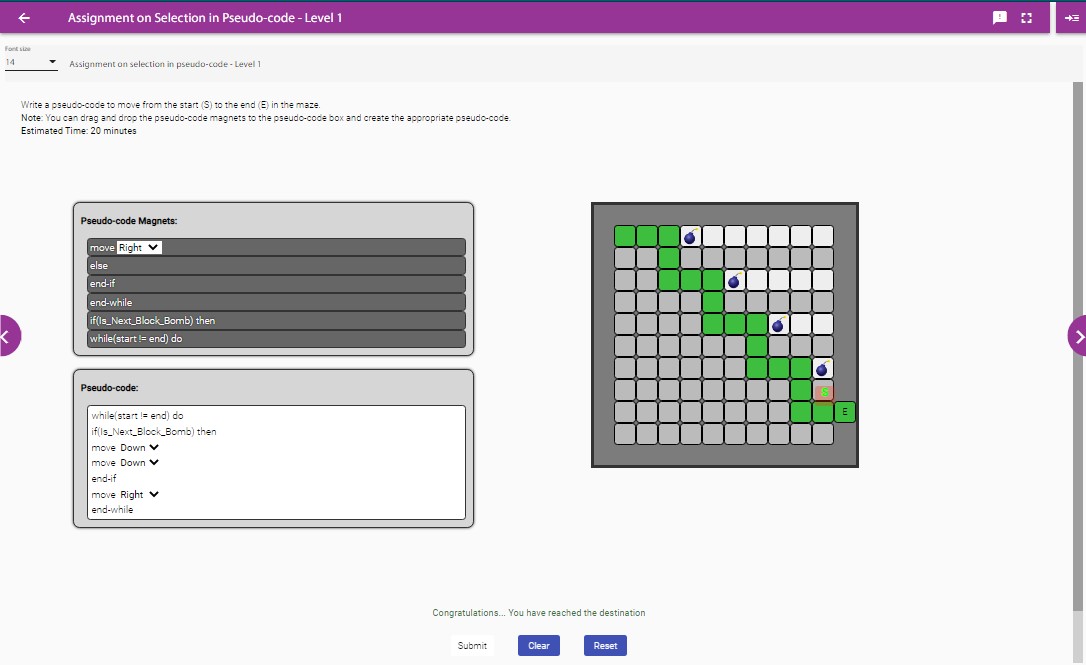 Assignment on Selection in Pseudo-code - Level 1
Font size
14
Assignment on selection in pseudo-code - Level 1
Write a pseudo-code to move from the start (S) to the end (E) in the maze.
Note: You can drag and drop the pseudo-code magnets to the pseudo-code box and create the appropriate pseudo-code.
Estimated Time: 20 minutes
Pseudo-code Magnets:
move Right
else
end-if
end-while
if(Is_Next_Block_Bomb) then
while(start != end) do
Pseudo-code:
while(start != end) do
if(Is_Next_Block_Bomb) then
move Down
move Down
end-if
move Right
end-while
S
E
Congratulations... You have reached the destination
Submit
Clear
Reset